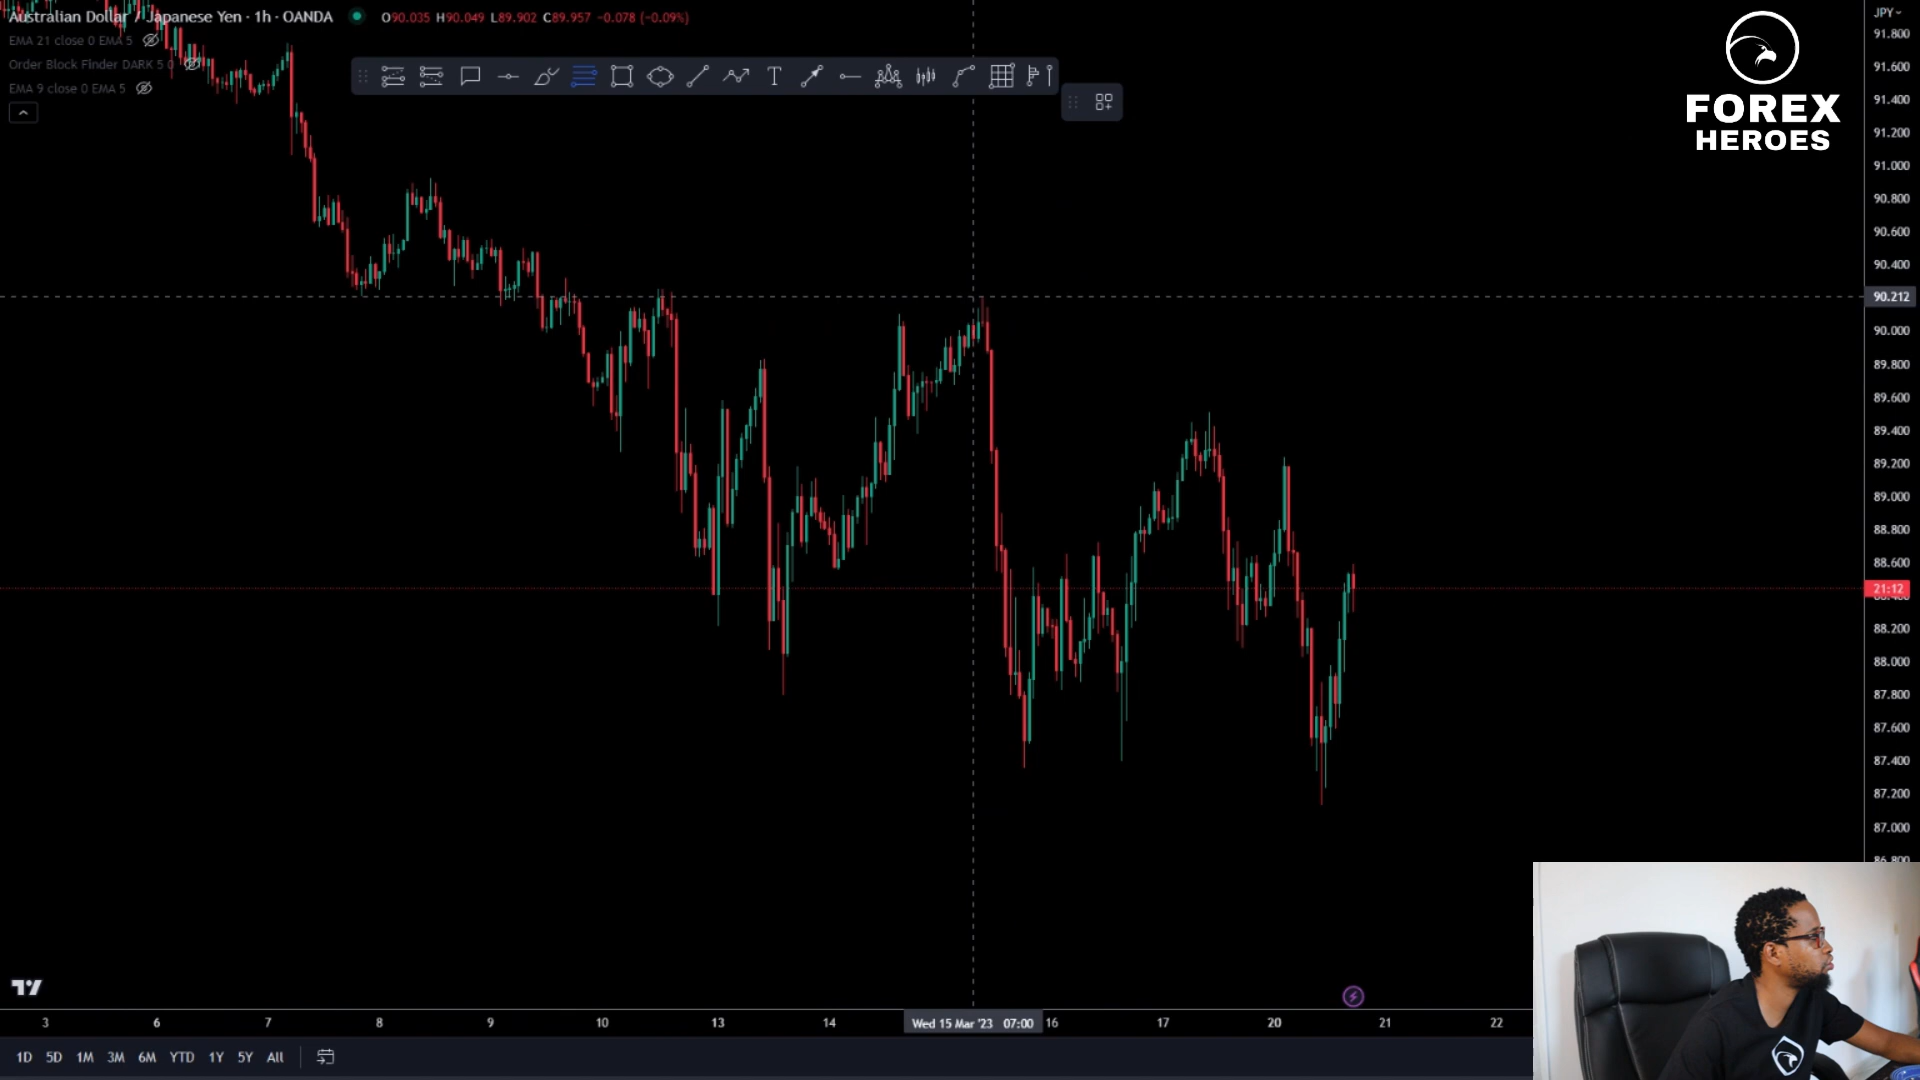 Australian Dollar / Japanese Yen · 1h · OANDA O90.035 H90.049 L89.902 C89.957 −0.078 (−0.09%)
EMA 21 close 0 EMA 5
Order Block Finder DARK 5 0
EMA 9 close 0 EMA 5
FOREX
HEROES
JPY
91.800
91.600
91.400
91.200
91.000
90.800
90.600
90.400
90.212
90.000
89.800
89.600
89.400
89.200
89.000
88.800
88.600
21:12
88.200
88.000
87.800
87.600
87.400
87.200
87.000
86.800
3 6 7 8 9 10 13 14 Wed 15 Mar '23 07:00 16 17 20 21 22
1D 5D 1M 3M 6M YTD 1Y 5Y All